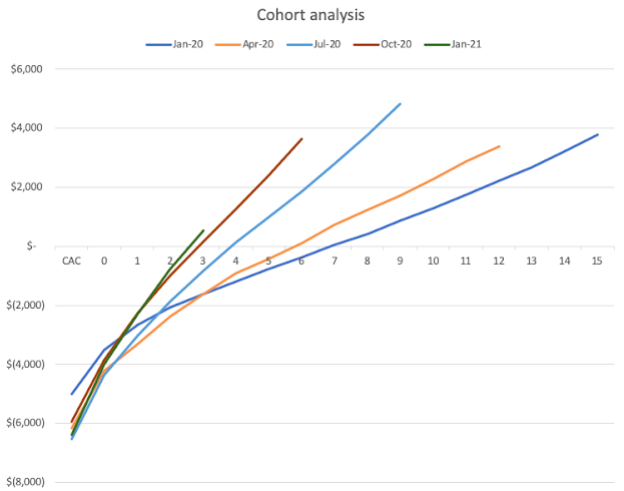 Cohort analysis
Jan-20 Apr-20 Jul-20 Oct-20 Jan-21
$6,000
$4,000
$2,000
$-
CAC 0 1 2 3 4 5 6 7 8 9 10 11 12 13 14 15
$(2,000)
$(4,000)
$(6,000)
$(8,000)